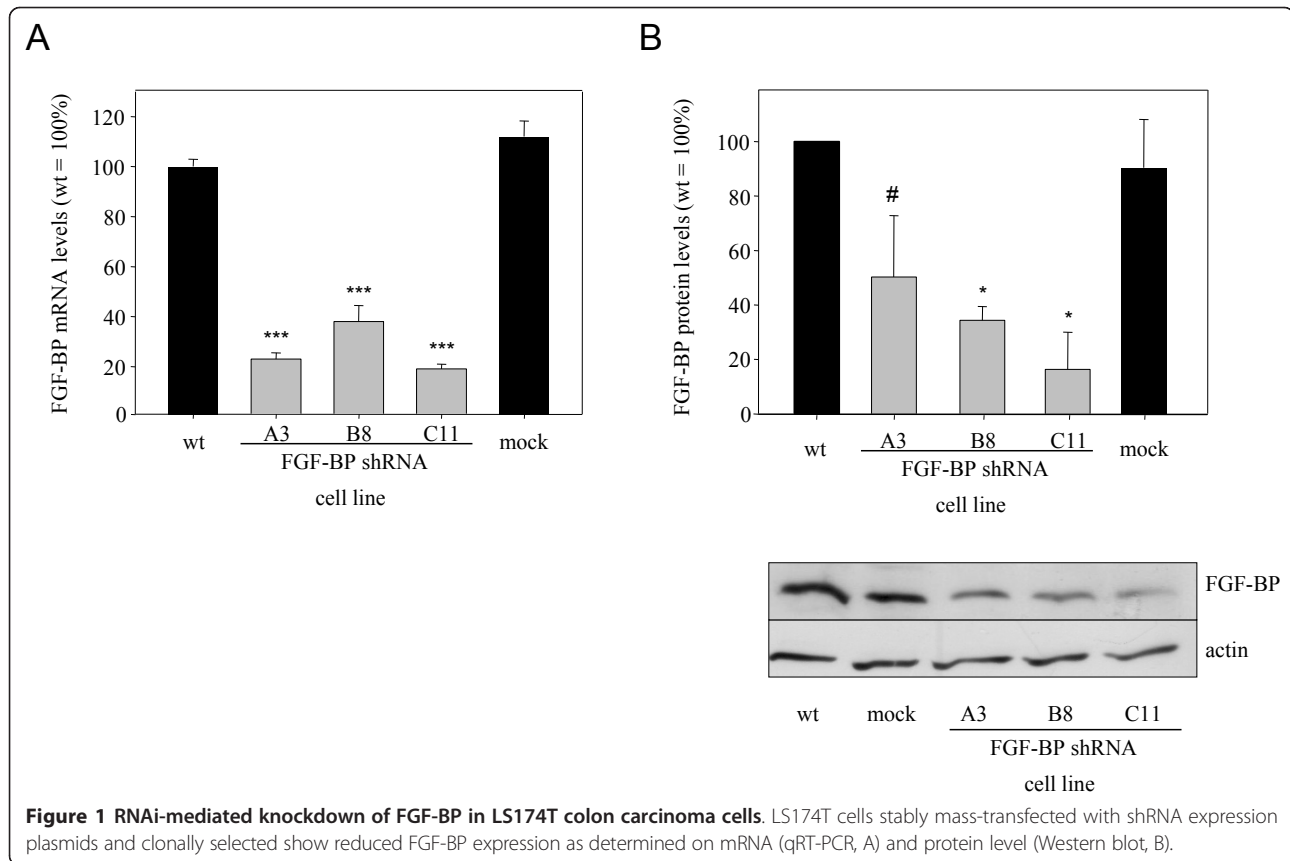 A
FGF-BP mRNA levels (wt = 100%)
120
100
80
60
40
20
0
***
***
***
wt
A3 B8 C11
mock
FGF-BP shRNA
cell line
B
FGF-BP protein levels (wt = 100%)
100
80
60
40
20
0
#
*
*
wt
A3 B8 C11
mock
FGF-BP shRNA
cell line
FGF-BP
actin
wt mock A3 B8 C11
FGF-BP shRNA
cell line
Figure 1 RNAi-mediated knockdown of FGF-BP in LS174T colon carcinoma cells. LS174T cells stably mass-transfected with shRNA expression
plasmids and clonally selected show reduced FGF-BP expression as determined on mRNA (qRT-PCR, A) and protein level (Western blot, B).